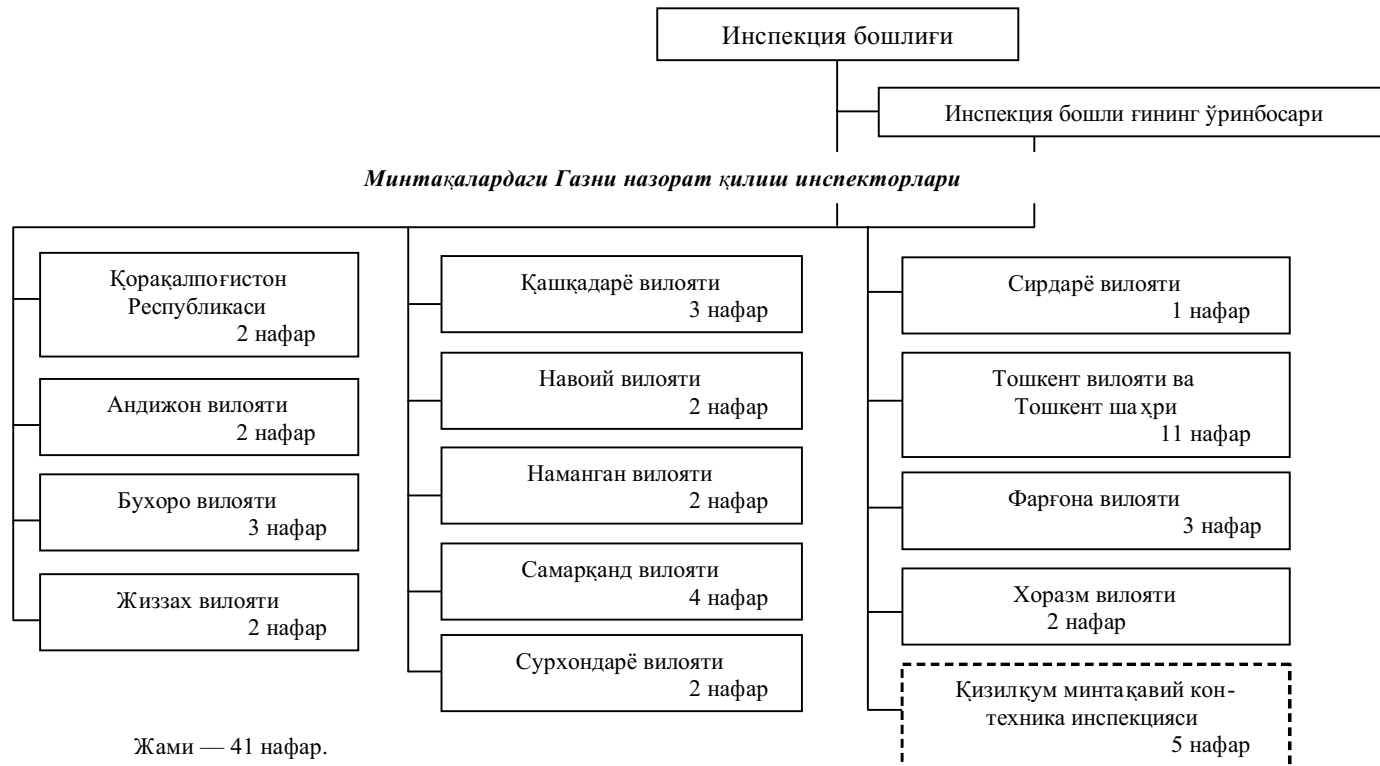 Инспекция бошлиғи
Инспекция бошли ғининг ўринбосари
Минтақалардаги Газни назорат қилиш инспекторлари
Қорақалпоғистон
Республикаси
2 нафар
Андижон вилояти
2 нафар
Бухоро вилояти
3 нафар
Жиззах вилояти
2 нафар
Қашқадарё вилояти
3 нафар
Навоий вилояти
2 нафар
Наманган вилояти
2 нафар
Самарқанд вилояти
4 нафар
Сурхондарё вилояти
2 нафар
Сирдарё вилояти
1 нафар
Тошкент вилояти ва
Тошкент шаҳри
11 нафар
Фарғона вилояти
3 нафар
Хоразм вилояти
2 нафар
Қизилқум минтақавий кон-
техника инспекцияси
5 нафар
Жами — 41 нафар.